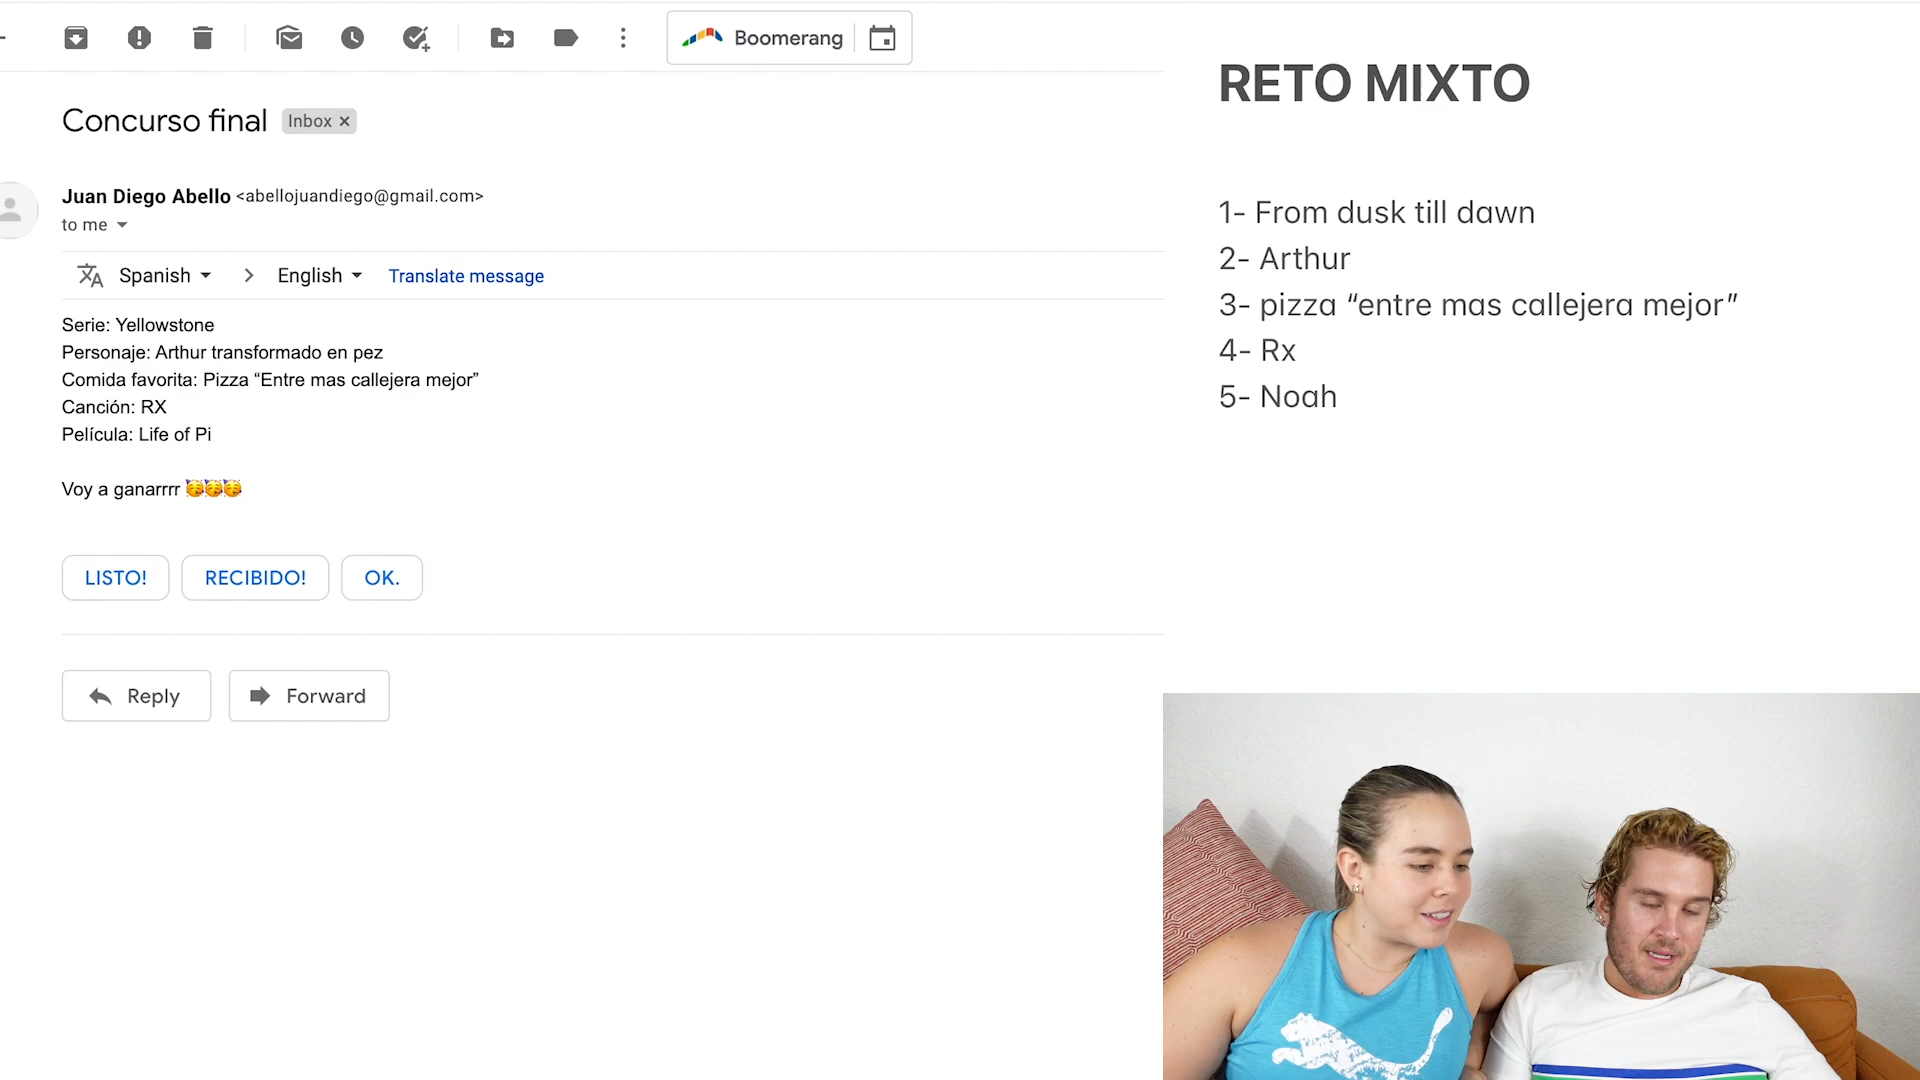 Boomerang
Concurso final
Inbox ×
Juan Diego Abello <abellojuandiego@gmail.com>
to me
Spanish
English
Translate message
Serie: Yellowstone
Personaje: Arthur transformado en pez
Comida favorita: Pizza “Entre mas callejera mejor”
Canción: RX
Película: Life of Pi
Voy a ganarrrr 🥳🥳🥳
LISTO!
RECIBIDO!
OK.
Reply
Forward
RETO MIXTO
1- From dusk till dawn
2- Arthur
3- pizza “entre mas callejera mejor”
4- Rx
5- Noah